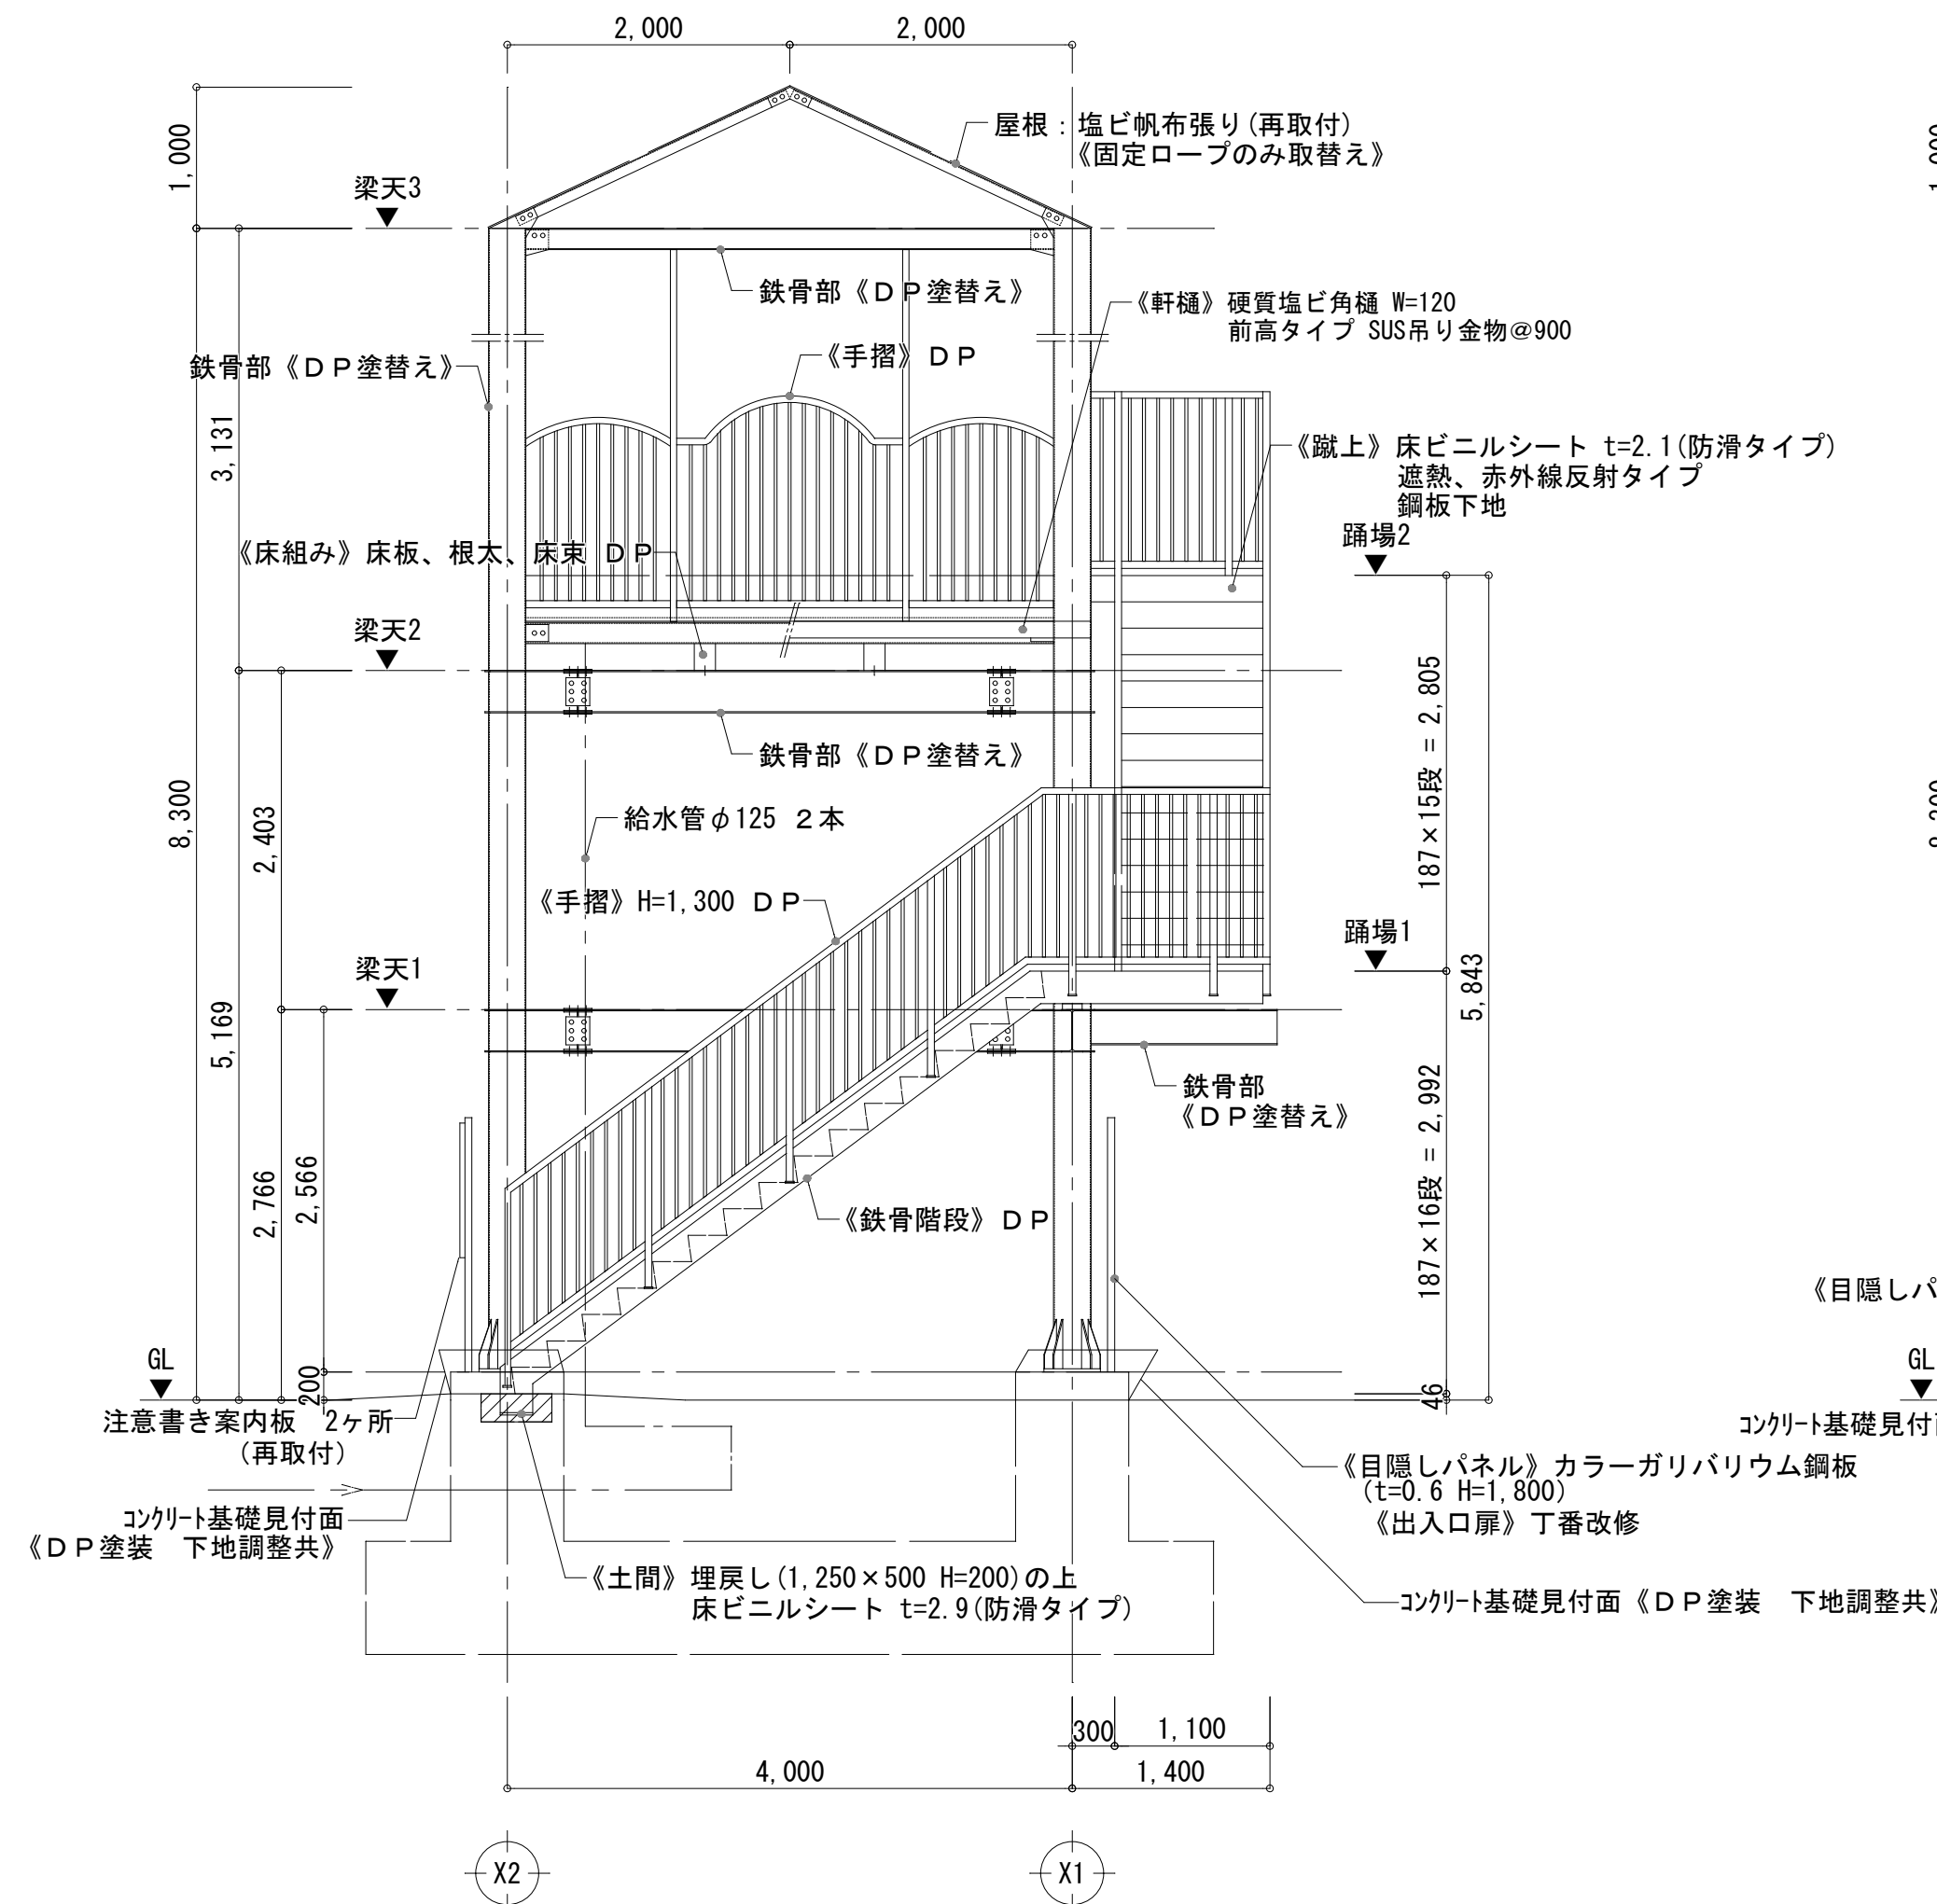 2,000
2,000
1,000
屋根：塩ビ帆布張り(再取付)
《固定ロープのみ取替え》
梁天3
鉄骨部《ＤＰ塗替え》
《軒樋》硬質塩ビ角樋 W=120
前高タイプ SUS吊り金物@900
鉄骨部《ＤＰ塗替え》
《手摺》ＤＰ
3,131
《蹴上》床ビニルシート t=2.1(防滑タイプ)
遮熱、赤外線反射タイプ
鋼板下地
踊場2
《床組み》床板、根太、床束 ＤＰ
梁天2
187×15段 = 2,805
鉄骨部《ＤＰ塗替え》
8,300
2,403
給水管φ125 ２本
《手摺》H=1,300 ＤＰ
踊場1
梁天1
5,843
5,169
鉄骨部
《ＤＰ塗替え》
187×16段 = 2,992
2,766
2,566
《鉄骨階段》ＤＰ
《目隠しパ
GL
200
46
GL
注意書き案内板　2ヶ所
(再取付)
ｺﾝｸﾘｰﾄ基礎見付
《目隠しパネル》カラーガリバリウム鋼板
(t=0.6 H=1,800)
《出入口扉》丁番改修
ｺﾝｸﾘｰﾄ基礎見付面
《ＤＰ塗装　下地調整共》
《土間》埋戻し(1,250×500 H=200)の上
床ビニルシート t=2.9(防滑タイプ)
ｺﾝｸﾘｰﾄ基礎見付面《ＤＰ塗装　下地調整共》
300
1,100
4,000
1,400
X2
X1